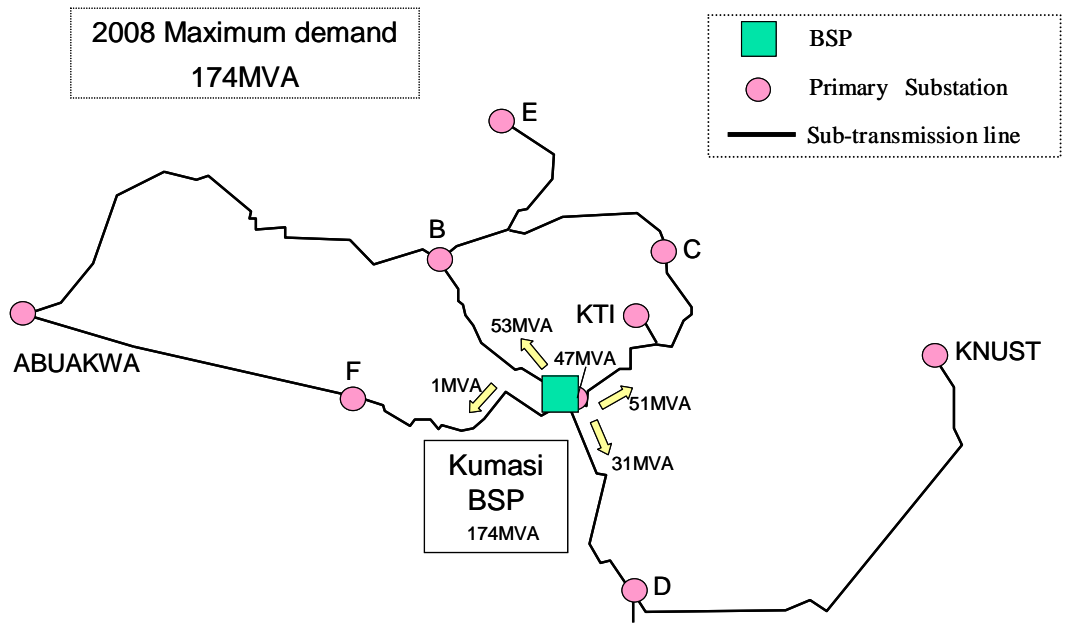 2008 Maximum demand
174MVA
BSP
Primary Substation
Sub-transmission line
E
B
C
KTI
ABUAKWA
F
KNUST
53MVA
47MVA
1MVA
51MVA
31MVA
Kumasi
BSP
174MVA
D